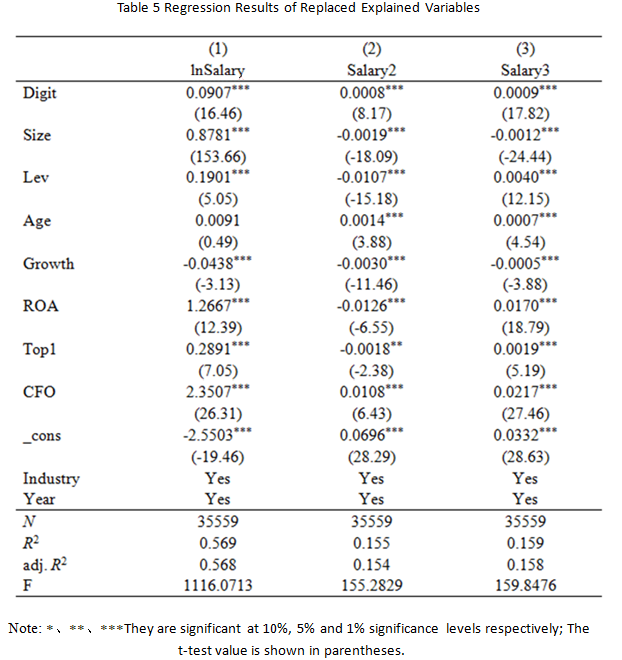 Table 5 Regression Results of Replaced Explained Variables
(1) (2) (3)
lnSalary Salary2 Salary3
Digit 0.0907*** 0.0008*** 0.0009***
(16.46) (8.17) (17.82)
Size 0.8781*** -0.0019*** -0.0012***
(153.66) (-18.09) (-24.44)
Lev 0.1901*** -0.0107*** 0.0040***
(5.05) (-15.18) (12.15)
Age 0.0091 0.0014*** 0.0007***
(0.49) (3.88) (4.54)
Growth -0.0438*** -0.0030*** -0.0005***
(-3.13) (-11.46) (-3.88)
ROA 1.2667*** -0.0126*** 0.0170***
(12.39) (-6.55) (18.79)
Top1 0.2891*** -0.0018** 0.0019***
(7.05) (-2.38) (5.19)
CFO 2.3507*** 0.0108*** 0.0217***
(26.31) (6.43) (27.46)
_cons -2.5503*** 0.0696*** 0.0332***
(-19.46) (28.29) (28.63)
Industry Yes Yes Yes
Year Yes Yes Yes
N 35559 35559 35559
R² 0.569 0.155 0.159
adj. R² 0.568 0.154 0.158
F 1116.0713 155.2829 159.8476
Note: *、**、***They are significant at 10%, 5% and 1% significance levels respectively; The
t-test value is shown in parentheses.